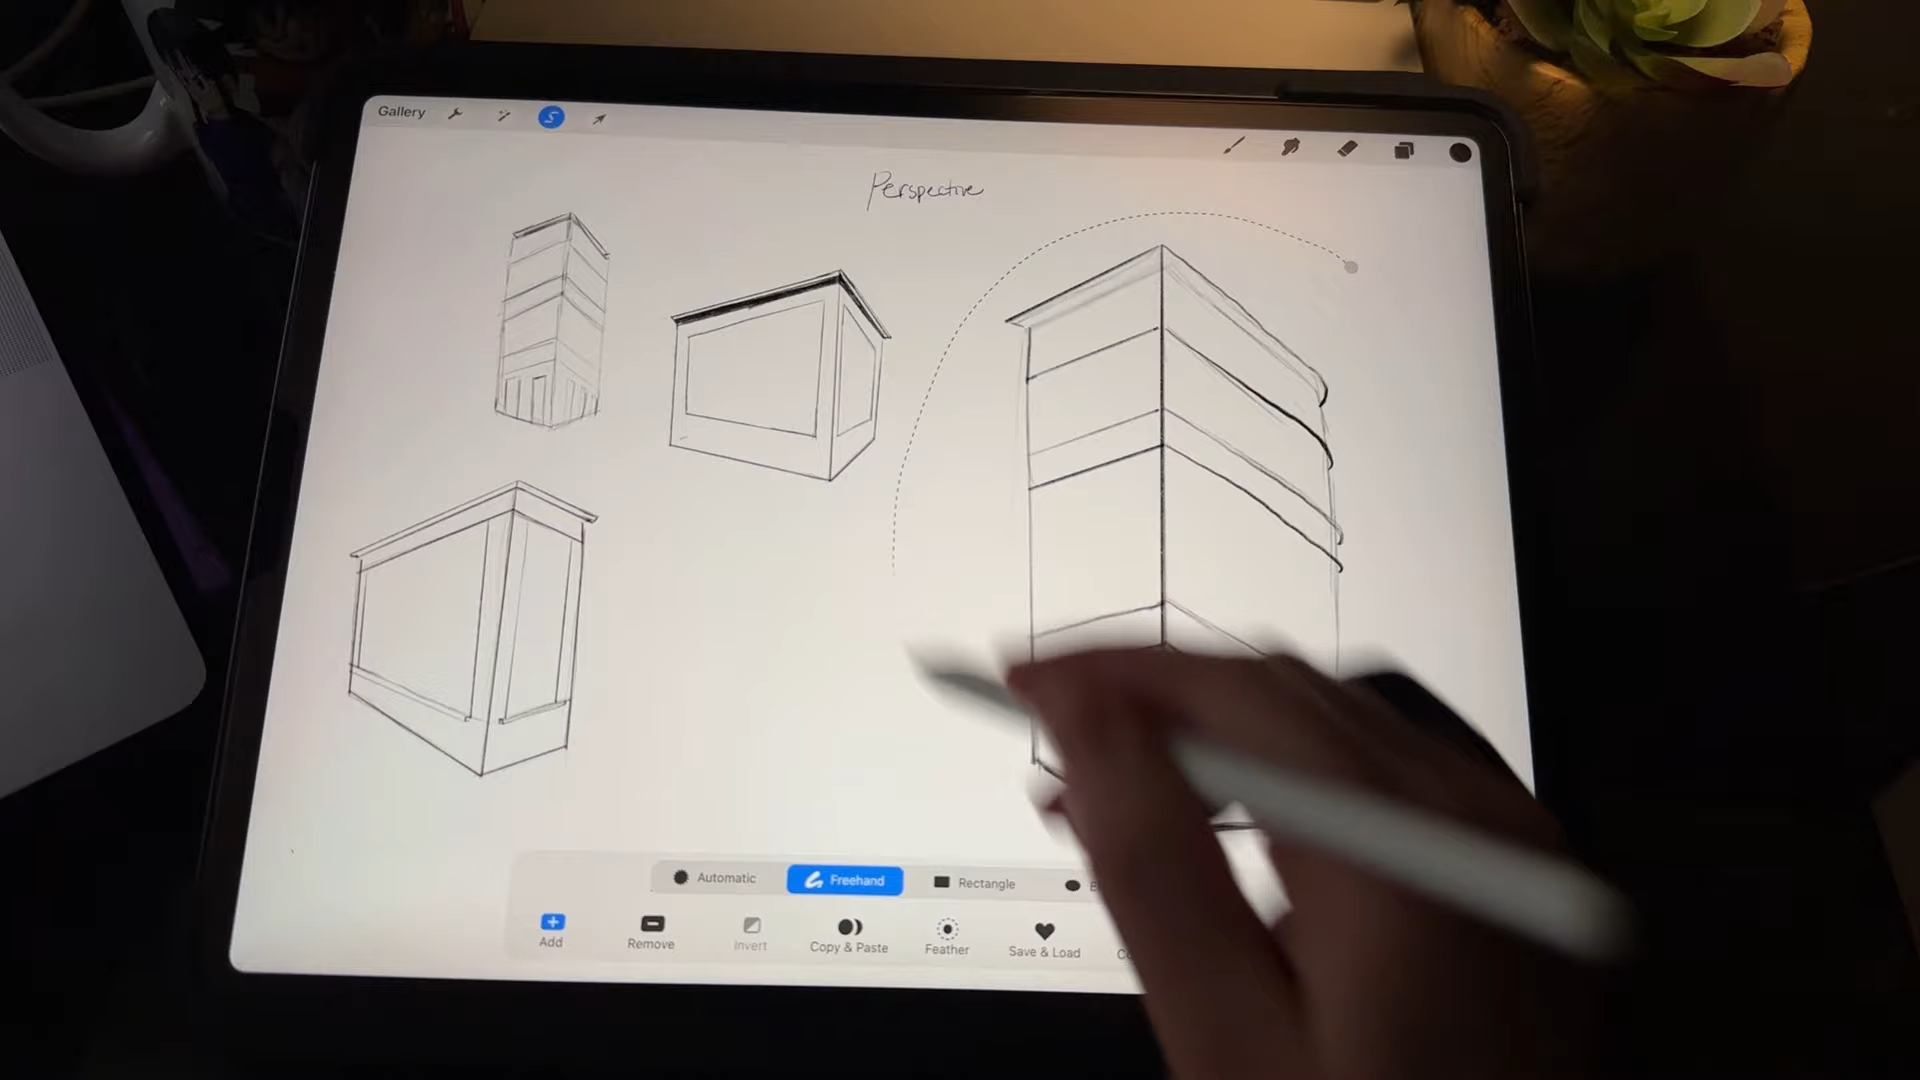 Gallery
Perspective
Automatic
Freehand
Rectangle
Add
Remove
Invert
Copy & Paste
Feather
Save & Load